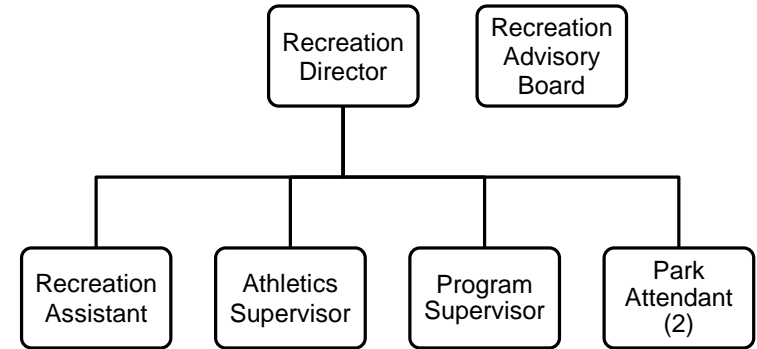 Recreation
Director
Recreation
Advisory
Board
Recreation
Assistant
Athletics
Supervisor
Program
Supervisor
Park
Attendant
(2)